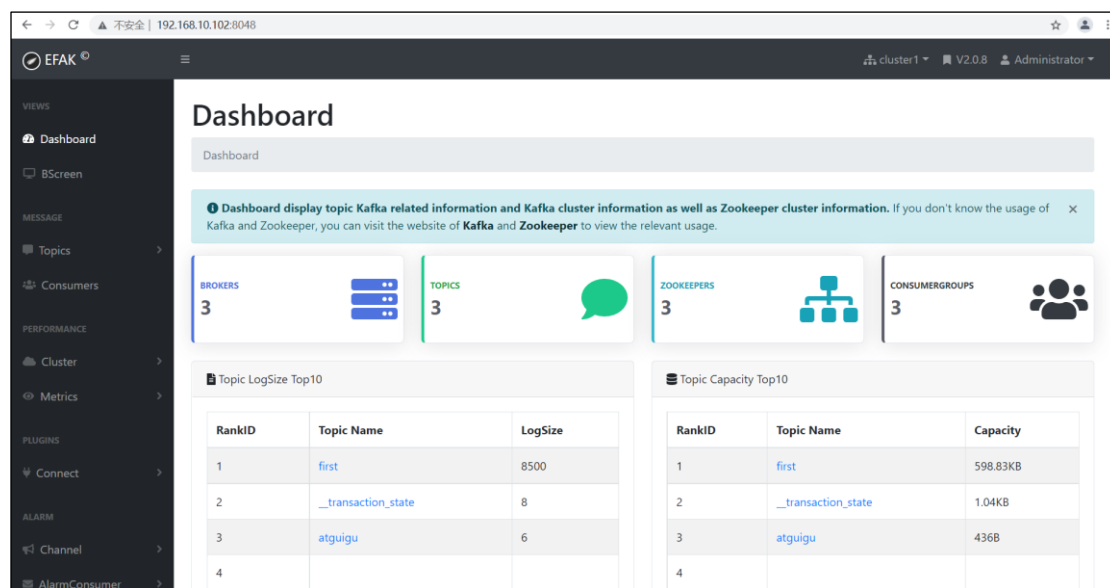 不安全 | 192.168.10.102:8048
EFAK ©
cluster1
V2.0.8
Administrator
VIEWS
Dashboard
BScreen
MESSAGE
Topics
Consumers
PERFORMANCE
Cluster
Metrics
PLUGINS
Connect
ALARM
Channel
AlarmConsumer
Dashboard
Dashboard
Dashboard display topic Kafka related information and Kafka cluster information as well as Zookeeper cluster information. If you don't know the usage of
Kafka and Zookeeper, you can visit the website of Kafka and Zookeeper to view the relevant usage.
BROKERS
3
TOPICS
3
ZOOKEEPERS
3
CONSUMERGROUPS
3
Topic LogSize Top10
RankID Topic Name LogSize
1 first 8500
2 __transaction_state 8
3 atguigu 6
4
Topic Capacity Top10
RankID Topic Name Capacity
1 first 598.83KB
2 __transaction_state 1.04KB
3 atguigu 436B
4